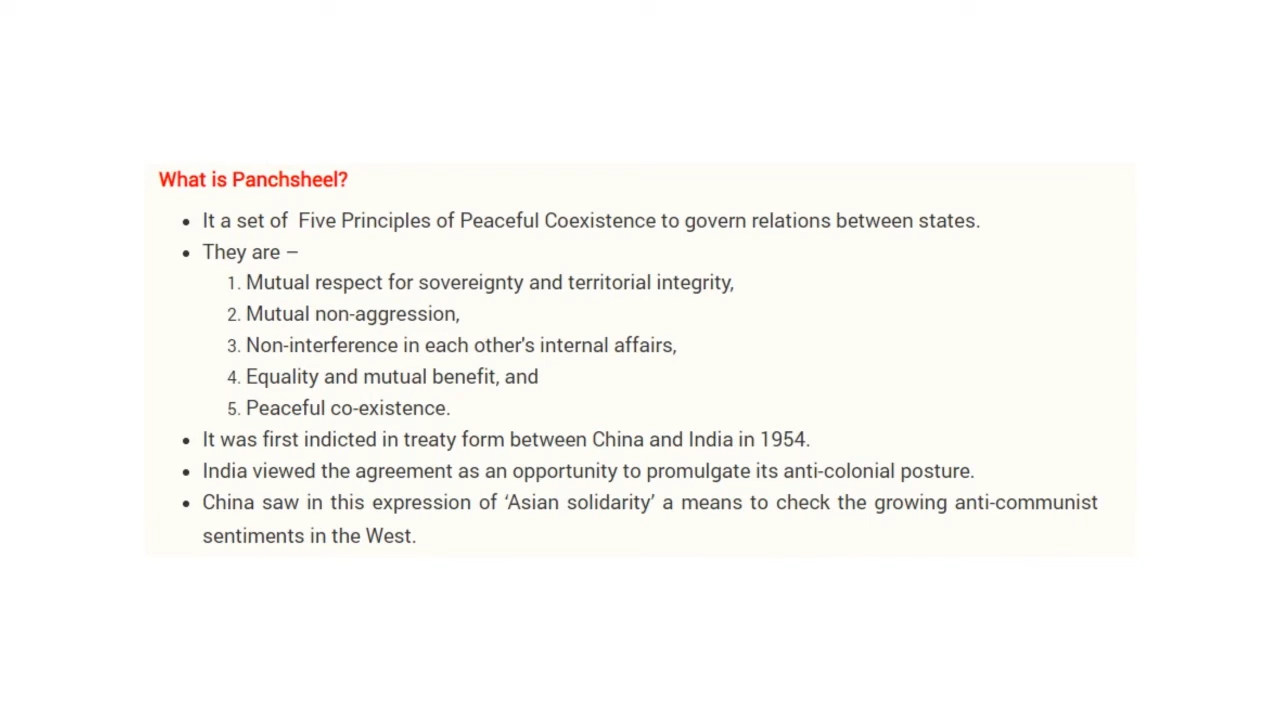 What is Panchsheel?
• It a set of Five Principles of Peaceful Coexistence to govern relations between states.
• They are –
1. Mutual respect for sovereignty and territorial integrity,
2. Mutual non-aggression,
3. Non-interference in each other's internal affairs,
4. Equality and mutual benefit, and
5. Peaceful co-existence.
• It was first indicted in treaty form between China and India in 1954.
• India viewed the agreement as an opportunity to promulgate its anti-colonial posture.
• China saw in this expression of ‘Asian solidarity’ a means to check the growing anti-communist
sentiments in the West.